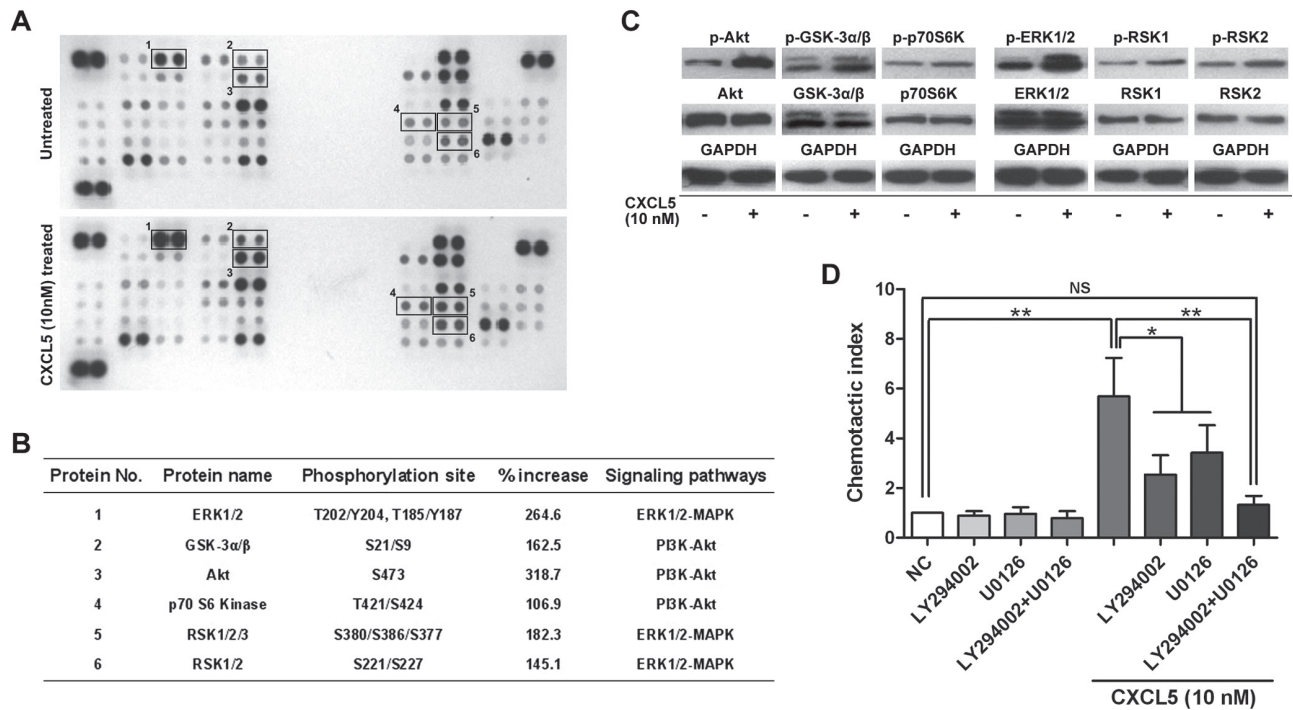 A
Untreated
1
2
3
4
5
6
CXCL5 (10nM) treated
1
2
3
4
5
6
B
Protein No. Protein name Phosphorylation site % increase Signaling pathways
1 ERK1/2 T202/Y204, T185/Y187 264.6 ERK1/2-MAPK
2 GSK-3α/β S21/S9 162.5 PI3K-Akt
3 Akt S473 318.7 PI3K-Akt
4 p70 S6 Kinase T421/S424 106.9 PI3K-Akt
5 RSK1/2/3 S380/S386/S377 182.3 ERK1/2-MAPK
6 RSK1/2 S221/S227 145.1 ERK1/2-MAPK
C
p-Akt p-GSK-3α/β p-p70S6K p-ERK1/2 p-RSK1 p-RSK2
Akt GSK-3α/β p70S6K ERK1/2 RSK1 RSK2
GAPDH GAPDH GAPDH GAPDH GAPDH GAPDH
CXCL5
(10 nM) - + - + - + - + - + - +
D
Chemotactic index
10
8
6
4
2
0
NS
** **
*
NC
LY294002
U0126
LY294002+U0126
LY294002
U0126
LY294002+U0126
CXCL5 (10 nM)